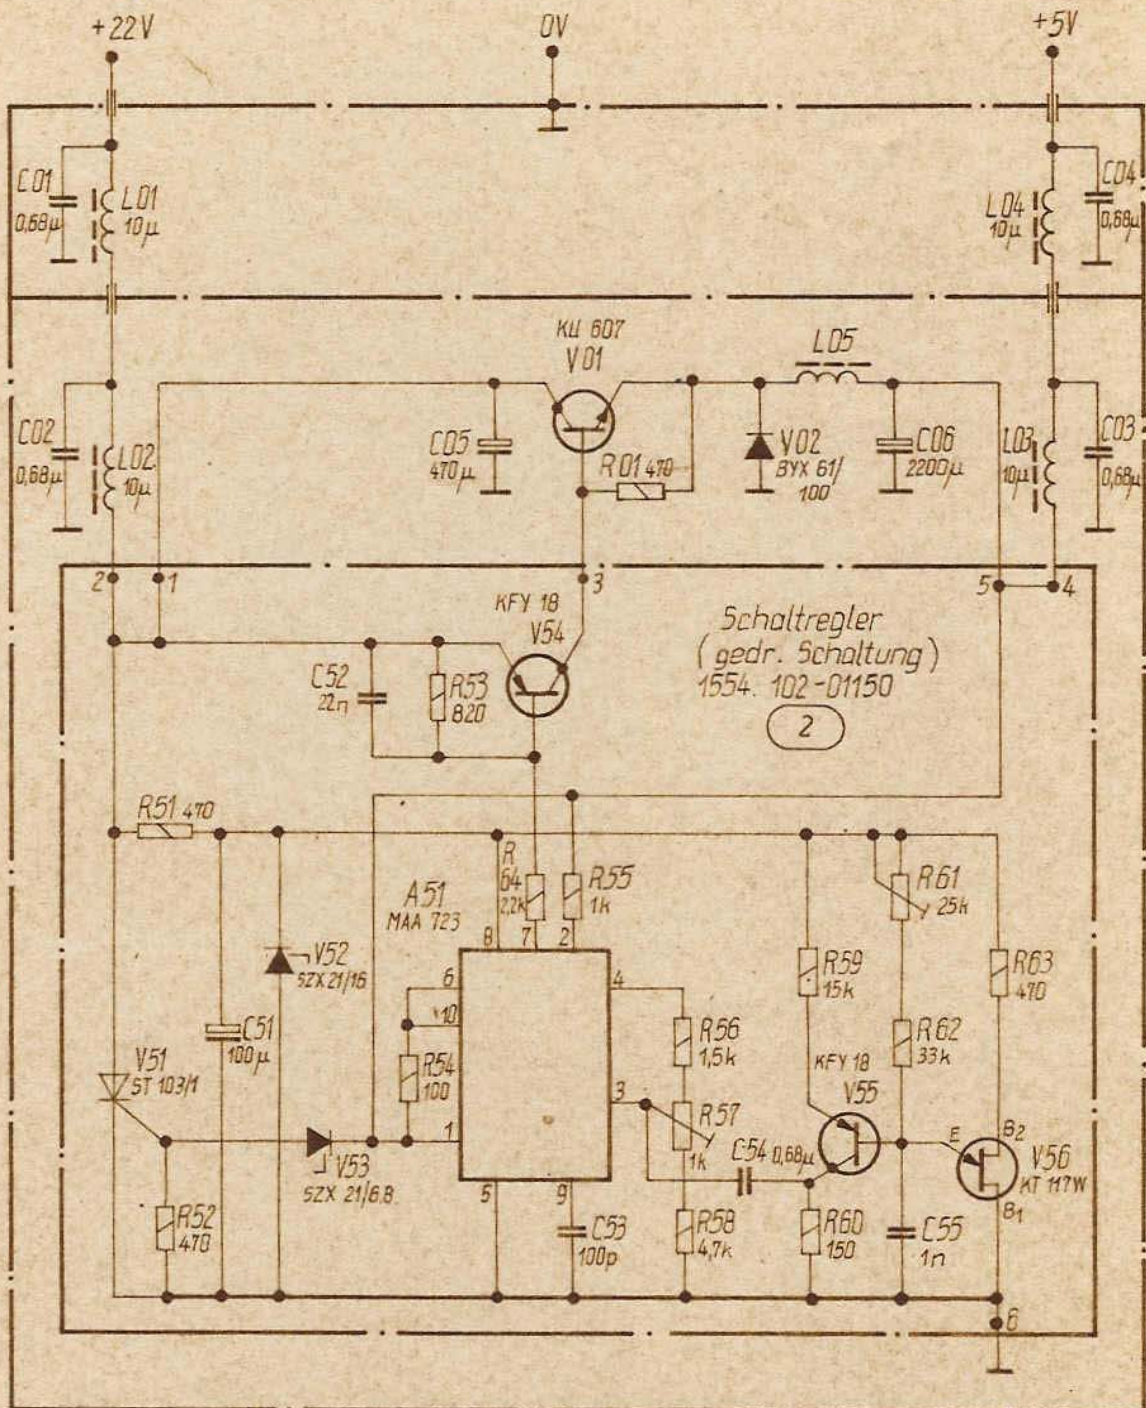 +22V
0V
+5V
C01
0,68µ
L01
10µ
L04
10µ
C04
0,68µ
KU 607
V01
L05
C02
0,68µ
L02
10µ
C05
470µ
R01 470
V02
BYX 61/
100
C06
2200µ
L03
10µ
C03
0,68µ
2
1
3
5
4
KFY 18
V54
Schaltregler
(gedr. Schaltung)
1554. 102-01150
2
C52
22n
R53
820
R51 470
R
64
2,2k
R55
1k
R61
25k
A51
MAA 723
8
7
2
V52
SZX 21/16
6
4
R59
15k
R63
470
10
C51
100µ
R56
1,5k
R62
33k
V51
ST 103/1
R54
100
KFY 18
V55
3
R57
1k
1
C54 0,68µ
E
B2
V56
KT 117W
B1
V53
SZX 21/6.8
5
9
R52
470
C53
100p
R58
4,7k
R60
150
C55
1n
6